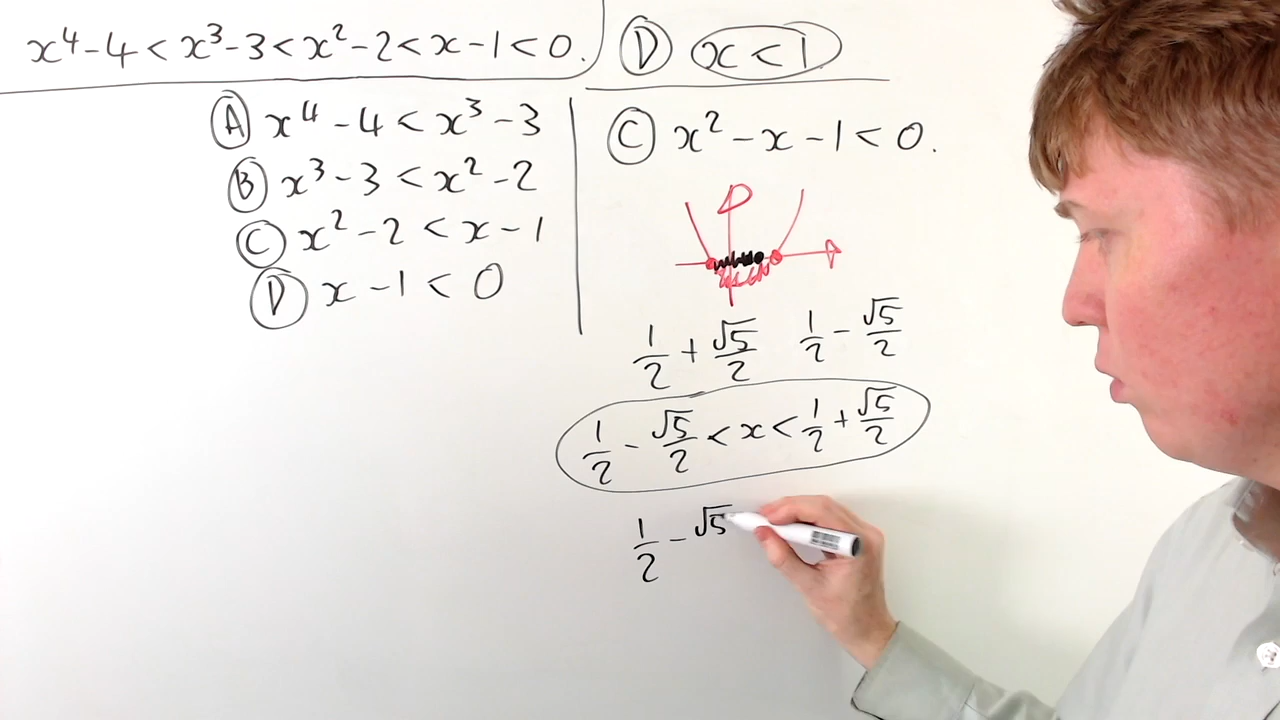 x⁴-4 < x³-3 < x²-2 < x-1 < 0.
Ⓓ x < 1
Ⓐ x⁴ - 4 < x³ - 3
Ⓑ x³ - 3 < x² - 2
Ⓒ x² - 2 < x - 1
Ⓓ x - 1 < 0
Ⓒ x² - x - 1 < 0.
1/2 + √5/2 1/2 - √5/2
1/2 - √5/2 < x < 1/2 + √5/2
1/2 - √5